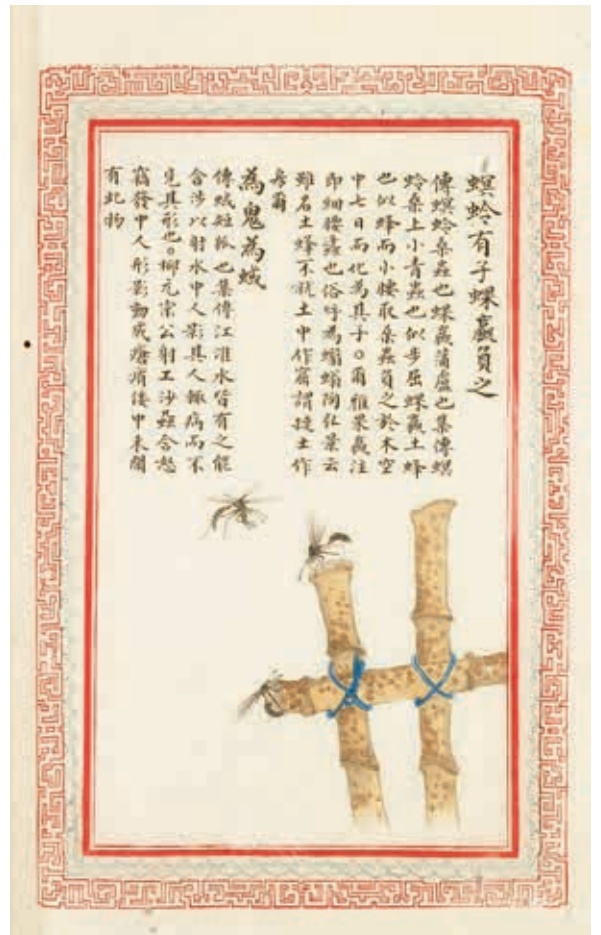 螟蛉有子蜾蠃負之
傳螟蛉桑蟲也蜾蠃蒲盧也集傳螟
蛉桑上小青蟲也似步屈蜾蠃土蜂
也似蜂而小腰取桑蟲負之於木空
中七日而化為其子○爾雅果蠃注
即細腰蟲也俗呼為蠮螉陶弘景云
雖名土蜂不就土中作窟謂揵土作
房爾
為鬼為蜮
傳蜮短狐也集傳江淮水皆有之能
含沙以射水中人影其人輒病而不
見其形也○柳元宗公射工沙蝨含怒
竊發中人形影動成瘡痏僂中未聞
有此物